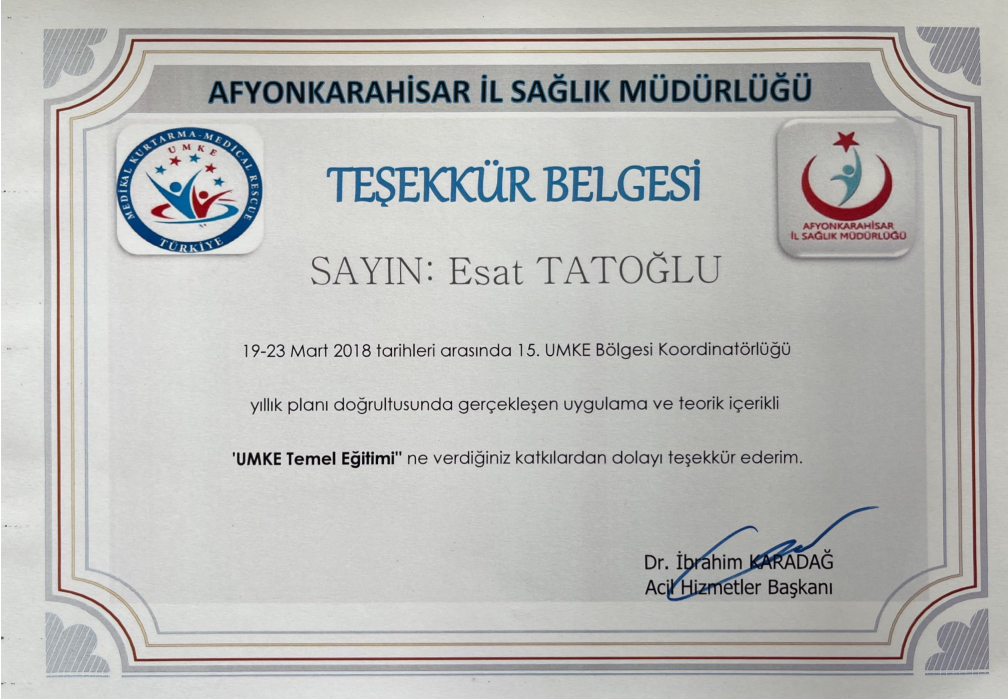 AFYONKARAHİSAR İL SAĞLIK MÜDÜRLÜĞÜ
MEDİKAL KURTARMA-MEDICAL RESCUE
UMKE
TÜRKİYE
TEŞEKKÜR BELGESİ
AFYONKARAHİSAR
İL SAĞLIK MÜDÜRLÜĞÜ
SAYIN: Esat TATOĞLU
19-23 Mart 2018 tarihleri arasında 15. UMKE Bölgesi Koordinatörlüğü
yıllık planı doğrultusunda gerçekleşen uygulama ve teorik içerikli
'UMKE Temel Eğitimi" ne verdiğiniz katkılardan dolayı teşekkür ederim.
Dr. İbrahim KARADAĞ
Acil Hizmetler Başkanı